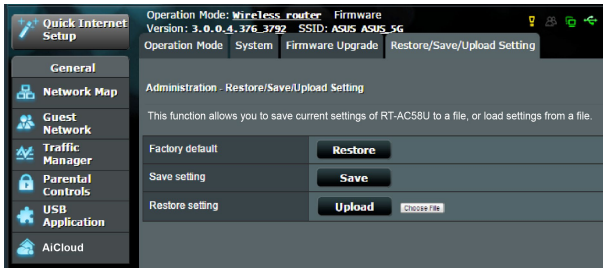 Quick Internet
Setup
Operation Mode: Wireless router Firmware
Version: 3.0.0.4.376_3792 SSID: ASUS ASUS_5G
Operation Mode System Firmware Upgrade Restore/Save/Upload Setting
General
Network Map
Guest
Network
Traffic
Manager
Parental
Controls
USB
Application
AiCloud
Administration - Restore/Save/Upload Setting
This function allows you to save current settings of RT-AC58U to a file, or load settings from a file.
Factory default Restore
Save setting Save
Restore setting Upload Choose File